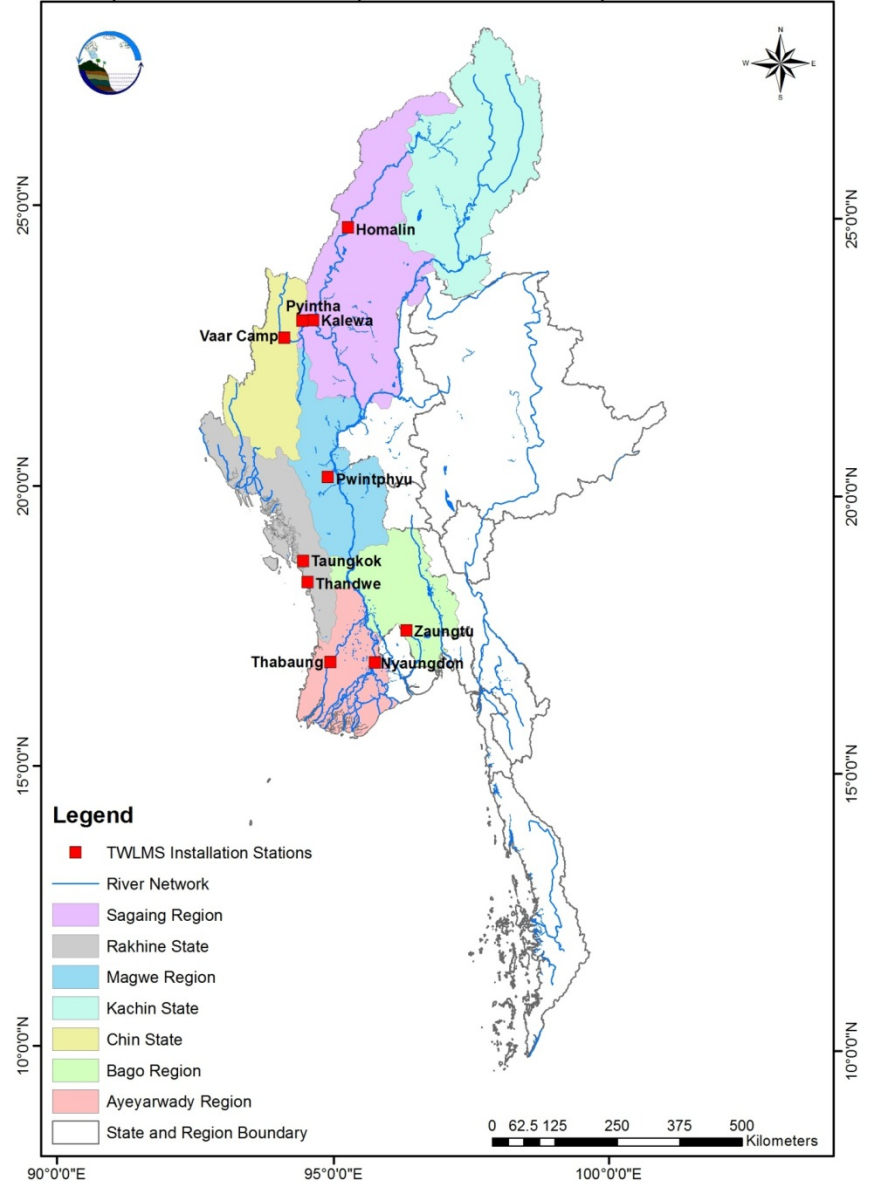 N
W E
S
25°0'0"N
25°0'0"N
Homalin
Pyintha
Kalewa
Vaar Camp
20°0'0"N
20°0'0"N
Pwintphyu
Taungkok
Thandwe
Zaungtu
Thabaung
Nyaungdon
15°0'0"N
15°0'0"N
Legend
TWLMS Installation Stations
River Network
Sagaing Region
Rakhine State
Magwe Region
Kachin State
Chin State
Bago Region
Ayeyarwady Region
State and Region Boundary
10°0'0"N
10°0'0"N
0 62.5 125 250 375 500
Kilometers
90°0'0"E 95°0'0"E 100°0'0"E